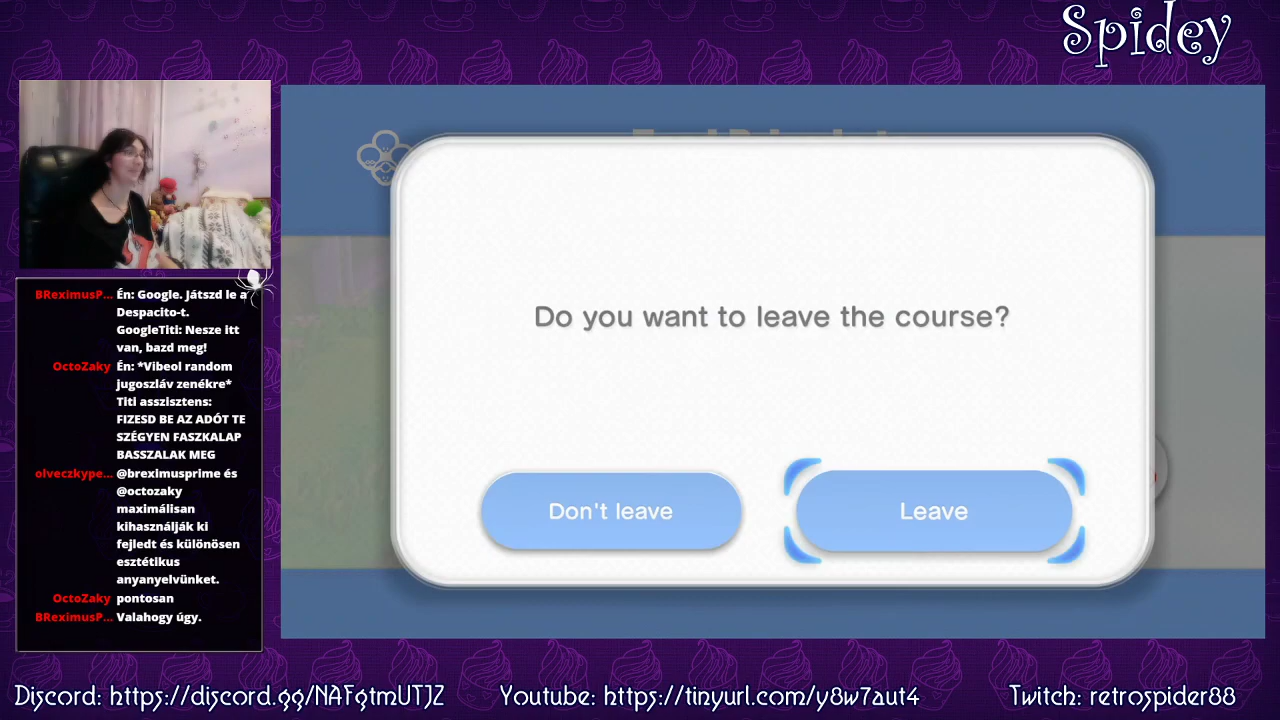 Spidey
Do you want to leave the course?
Don't leave
Leave
BReximusP... Én: Google. Játszd le a
Despacito-t.
GoogleTiti: Nesze itt
van, bazd meg!
OctoZaky Én: *Vibeol random
jugoszláv zenékre*
Titi asszisztens:
FIZESD BE AZ ADÓT TE
SZÉGYEN FASZKALAP
BASSZALAK MEG
olveczkype... @breximusprime és
@octozaky
maximálisan
kihasználják ki
fejledt és különösen
esztétikus
anyanyelvünket.
OctoZaky pontosan
BReximusP... Valahogy úgy.
Discord: https://discord.gg/NAFgtmUTJZ
Youtube: https://tinyurl.com/y8w7aut4
Twitch: retrospider88